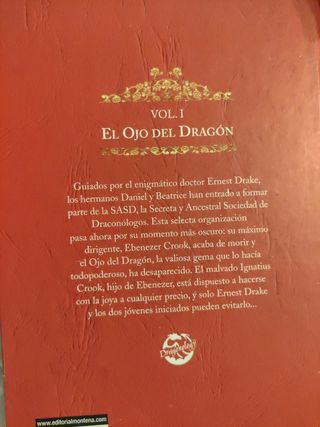 VOL. I
EL OJO DEL DRAGÓN
Guiados por el enigmático doctor Ernest Drake,
los hermanos Daniel y Beatrice han entrado a formar
parte de la SASD, la Secreta y Ancestral Sociedad de
Draconólogos. Esta selecta organización
pasa ahora por su momento más oscuro: su máximo
dirigente, Ebenezer Crook, acaba de morir y
el Ojo del Dragón, la valiosa gema que lo hacía
todopoderoso, ha desaparecido. El malvado Ignatius
Crook, hijo de Ebenezer, está dispuesto a hacerse
con la joya a cualquier precio, y solo Ernest Drake
y los dos jóvenes iniciados pueden evitarlo...
Dragonology
www.editorialmontena.com